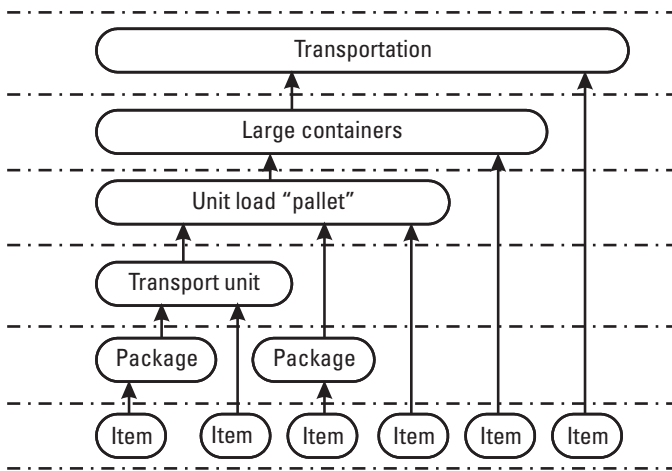 Transportation
Large containers
Unit load “pallet”
Transport unit
Package
Package
Item
Item
Item
Item
Item
Item